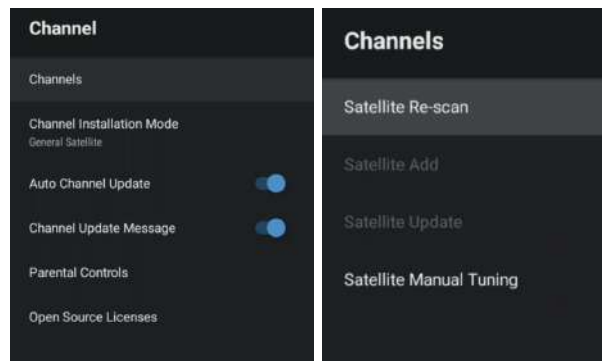 Channel
Channels
Channel Installation Mode
General Satellite
Auto Channel Update
Channel Update Message
Parental Controls
Open Source Licenses
Channels
Satellite Re-scan
Satellite Add
Satellite Update
Satellite Manual Tuning